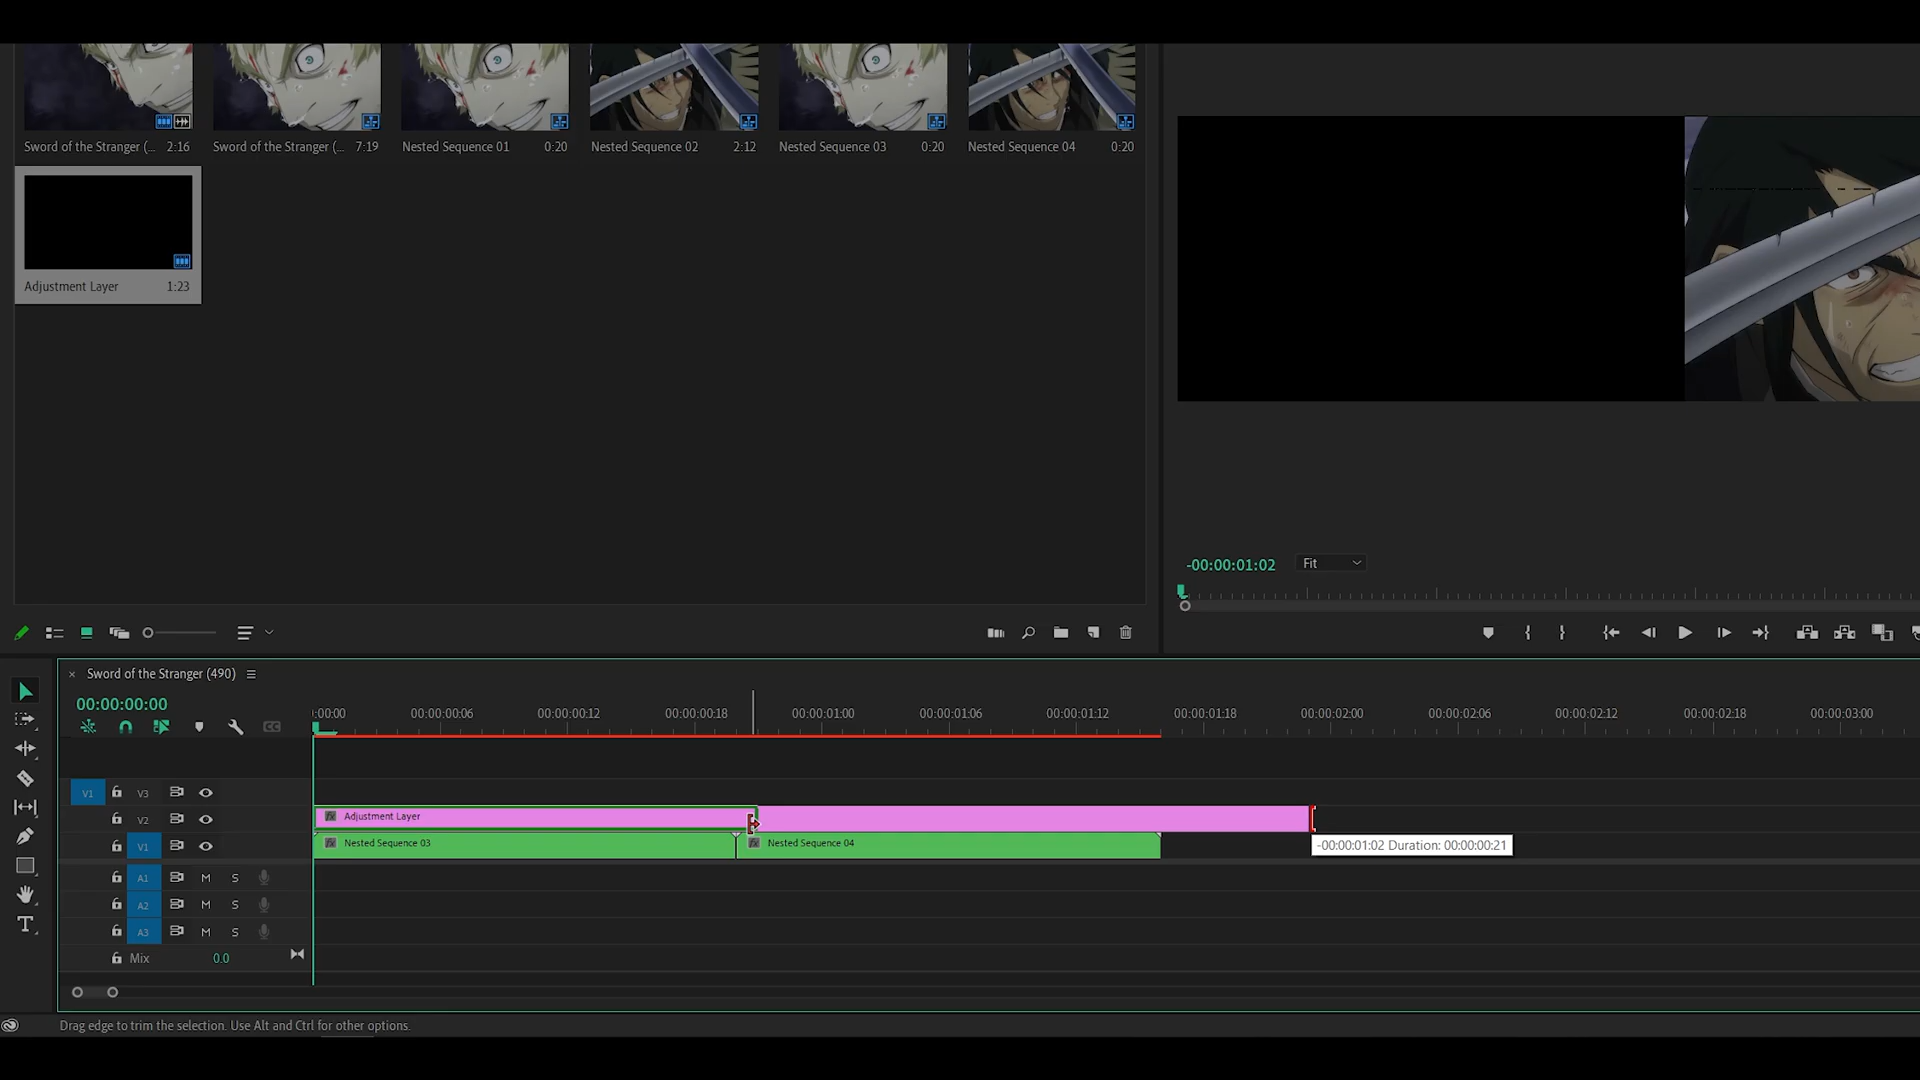 Sword of the Stranger (... 2:16
Sword of the Stranger (... 7:19
Nested Sequence 01 0:20
Nested Sequence 02 2:12
Nested Sequence 03 0:20
Nested Sequence 04 0:20
Adjustment Layer 1:23
-00:00:01:02 Fit
Sword of the Stranger (490)
00:00:00:00
:00:00 00:00:00:06 00:00:00:12 00:00:00:18 00:00:01:00 00:00:01:06 00:00:01:12 00:00:01:18 00:00:02:00 00:00:02:06 00:00:02:12 00:00:02:18 00:00:03:00
CC
V1 V3
V2 fx Adjustment Layer
V1 fx Nested Sequence 03 fx Nested Sequence 04
-00:00:01:02 Duration: 00:00:00:21
A1 M S
A2 M S
A3 M S
Mix 0.0
T
Drag edge to trim the selection. Use Alt and Ctrl for other options.